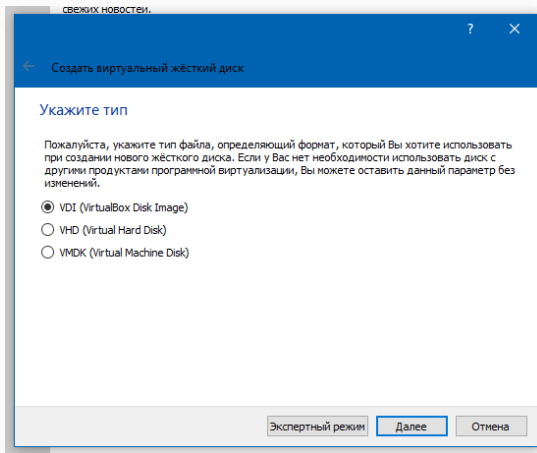 свежих новостей.
?
Создать виртуальный жёсткий диск
Укажите тип
Пожалуйста, укажите тип файла, определяющий формат, который Вы хотите использовать
при создании нового жёсткого диска. Если у Вас нет необходимости использовать диск с
другими продуктами программной виртуализации, Вы можете оставить данный параметр без
изменений.
VDI (VirtualBox Disk Image)
VHD (Virtual Hard Disk)
VMDK (Virtual Machine Disk)
Экспертный режим Далее Отмена